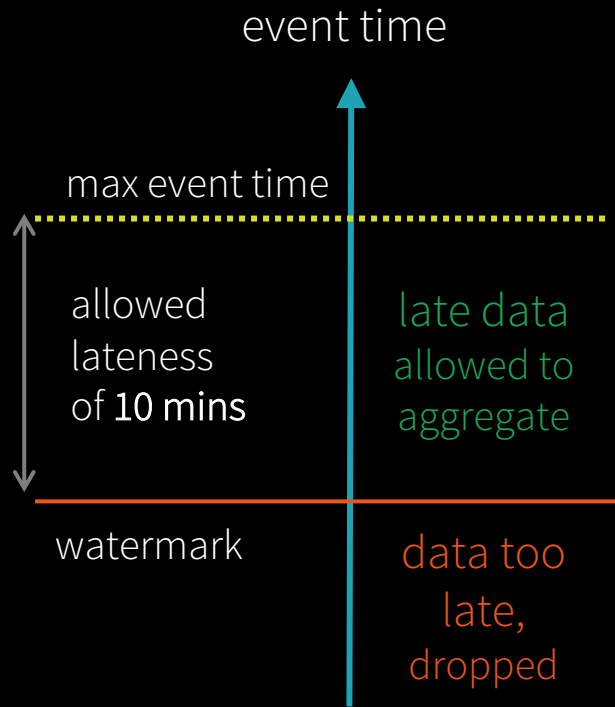 event time
max event time
allowed
lateness
of 10 mins
late data
allowed to
aggregate
watermark
data too
late,
dropped